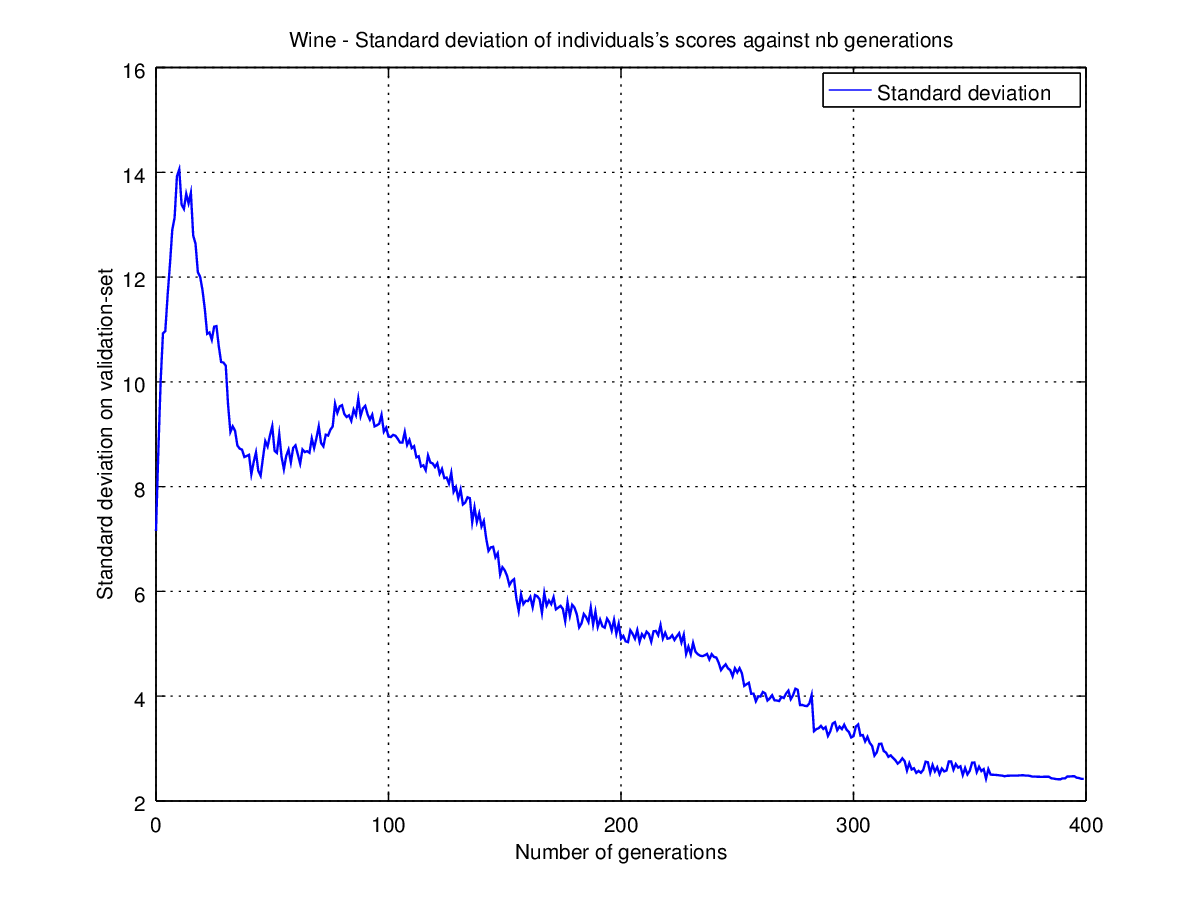 Wine - Standard deviation of individuals's scores against nb generations
16
Standard deviation
14
12
10
8
6
4
2
Standard deviation on validation-set
0 100 200 300 400
Number of generations